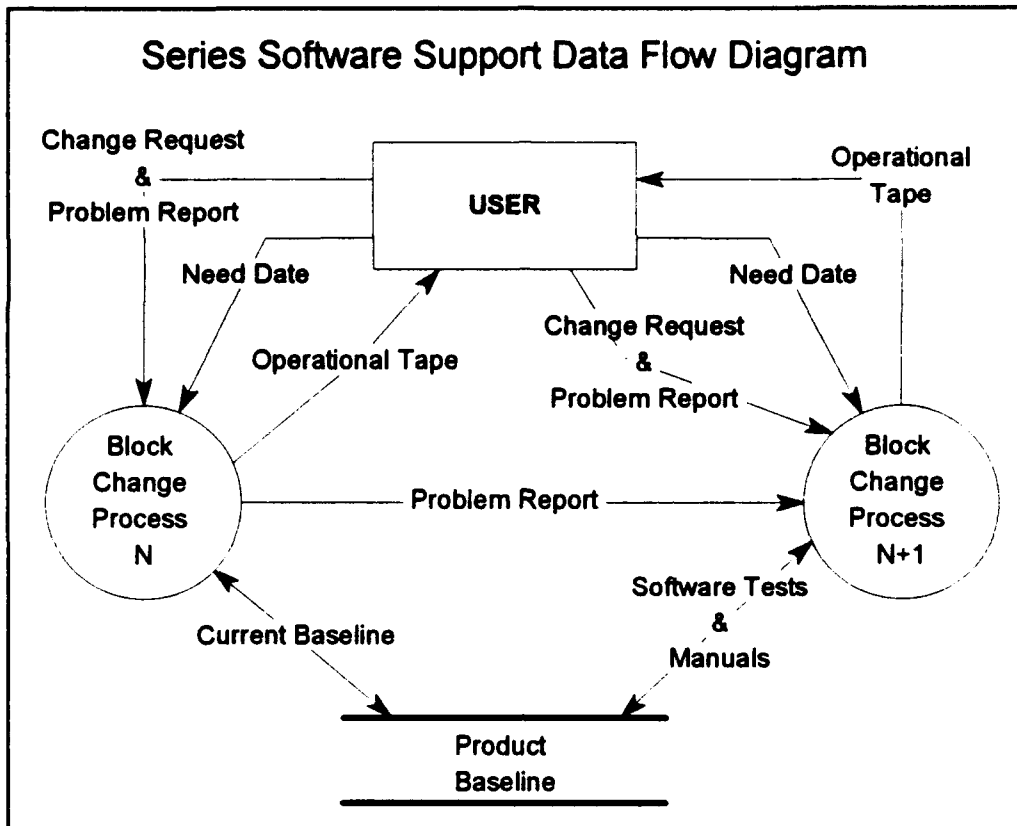 Series Software Support Data Flow Diagram
Change Request
&
Problem Report
USER
Operational
Tape
Need Date
Need Date
Operational Tape
Change Request
&
Problem Report
Block
Change
Process
N
Problem Report
Block
Change
Process
N+1
Current Baseline
Software Tests
&
Manuals
Product
Baseline